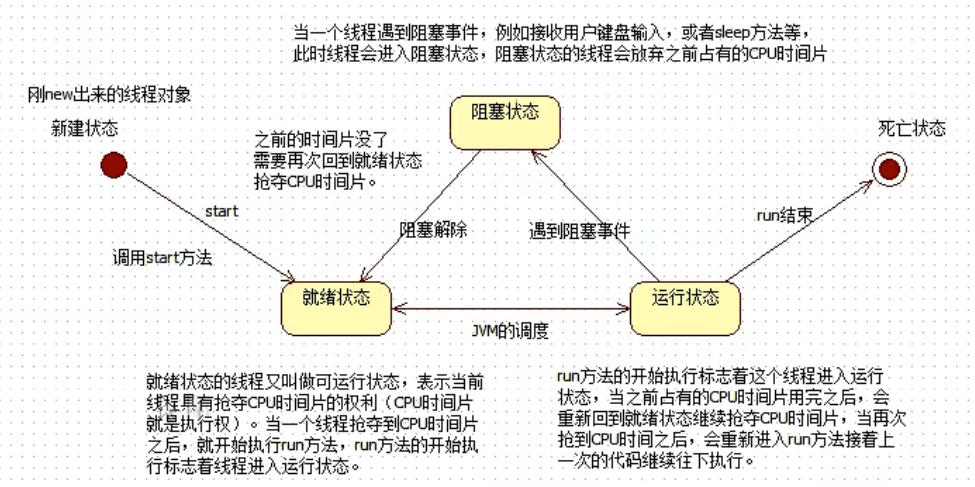 当一个线程遇到阻塞事件，例如接收用户键盘输入，或者sleep方法等，
此时线程会进入阻塞状态，阻塞状态的线程会放弃之前占有的CPU时间片
刚new出来的线程对象
新建状态
阻塞状态
死亡状态
之前的时间片没了
需要再次回到就绪状态
抢夺CPU时间片。
start
run结束
阻塞解除
遇到阻塞事件
调用start方法
就绪状态
运行状态
JVM的调度
就绪状态的线程又叫做可运行状态，表示当前
线程具有抢夺CPU时间片的权利（CPU时间片
就是执行权）。当一个线程抢夺到CPU时间片
之后，就开始执行run方法，run方法的开始执
行标志着线程进入运行状态。
run方法的开始执行标志着这个线程进入运行
状态，当之前占有的CPU时间片用完之后，会
重新回到就绪状态继续抢夺CPU时间片，当再次
抢到CPU时间之后，会重新进入run方法接着上
一次的代码继续往下执行。